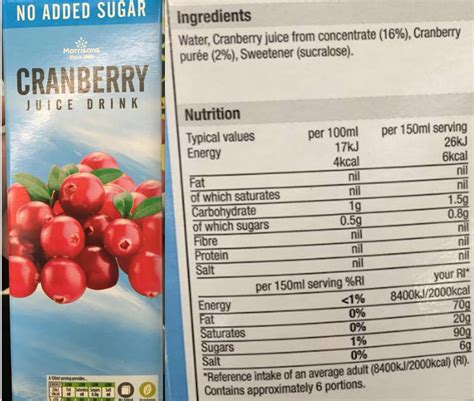 NO ADDED SUGAR
Morrisons
Since 1899
CRANBERRY
JUICE DRINK
Ingredients
Water, Cranberry juice from concentrate (16%), Cranberry
purée (2%), Sweetener (sucralose).
Nutrition
Typical values per 100ml per 150ml serving
Energy 17kJ 26kJ
4kcal 6kcal
Fat nil nil
of which saturates nil nil
Carbohydrate 1g 1.5g
of which sugars 0.5g 0.8g
Fibre nil nil
Protein nil nil
Salt nil nil
per 150ml serving %RI your RI*
Energy <1% 8400kJ/2000kcal
Fat 0% 70g
Saturates 0% 20g
Sugars 1% 90g
Salt 0% 6g
*Reference intake of an average adult (8400kJ/2000kcal) (RI).
Contains approximately 6 portions.